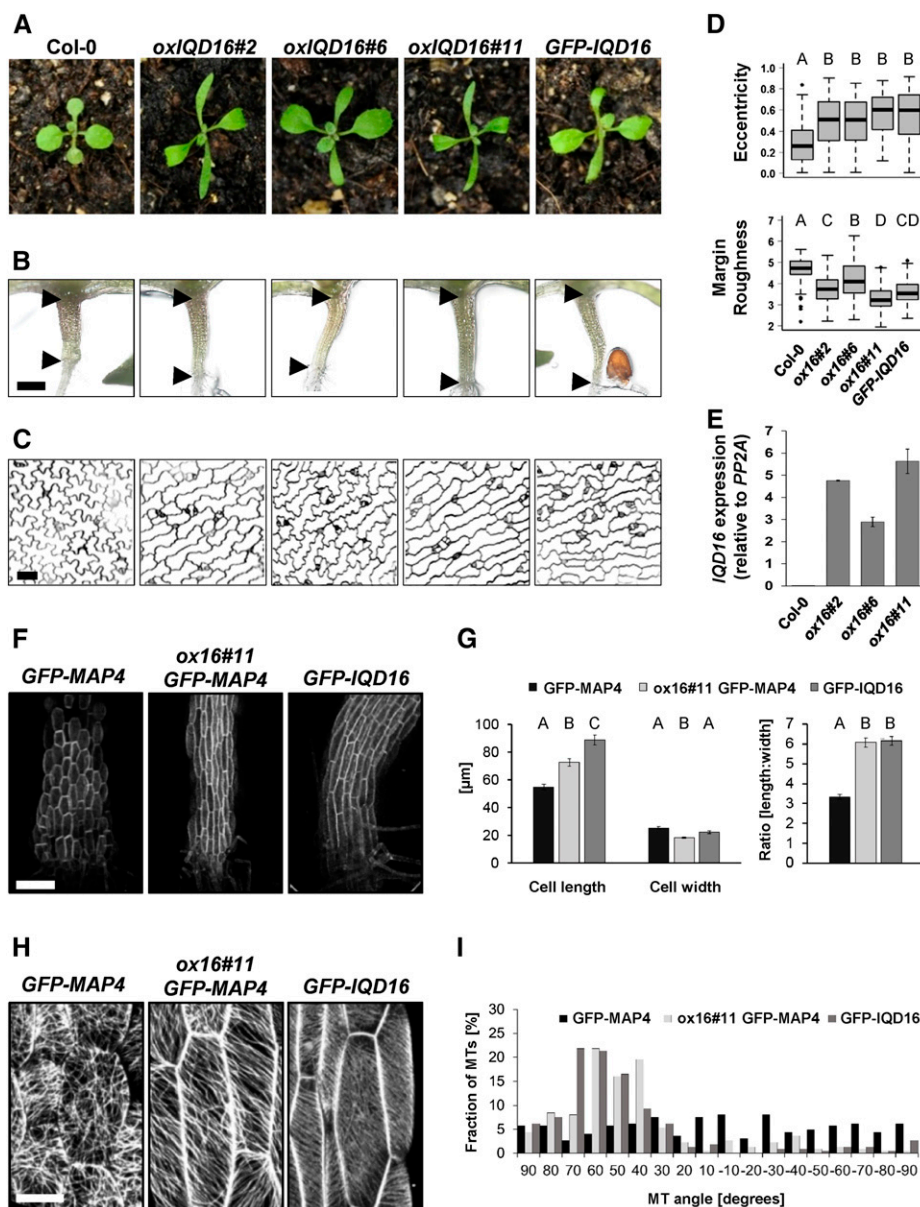 A
Col-0 oxIQD16#2 oxIQD16#6 oxIQD16#11 GFP-IQD16
B
C
D
A B B B B
Eccentricity
1.0
0.8
0.6
0.4
0.2
0.0
A C B D CD
Margin
Roughness
7
6
5
4
3
2
Col-0 ox16#2 ox16#6 ox16#11 GFP-IQD16
E
IQD16 expression
(relative to PP2A)
7
6
5
4
3
2
1
0
Col-0 ox16#2 ox16#6 ox16#11
F
GFP-MAP4 ox16#11 GFP-IQD16
GFP-MAP4
G
GFP-MAP4 ox16#11 GFP-MAP4 GFP-IQD16
[µm]
100
80
60
40
20
0
A B C A B A
Cell length Cell width
Ratio [length:width]
7
6
5
4
3
2
1
0
A B B
H
GFP-MAP4 ox16#11 GFP-IQD16
GFP-MAP4
I
GFP-MAP4 ox16#11 GFP-MAP4 GFP-IQD16
Fraction of MTs [%]
30
25
20
15
10
5
0
90 80 70 60 50 40 30 20 10 -10 -20 -30 -40 -50 -60 -70 -80 -90
MT angle [degrees]